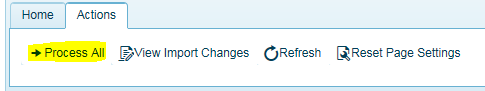 Home Actions
Process All View Import Changes Refresh Reset Page Settings